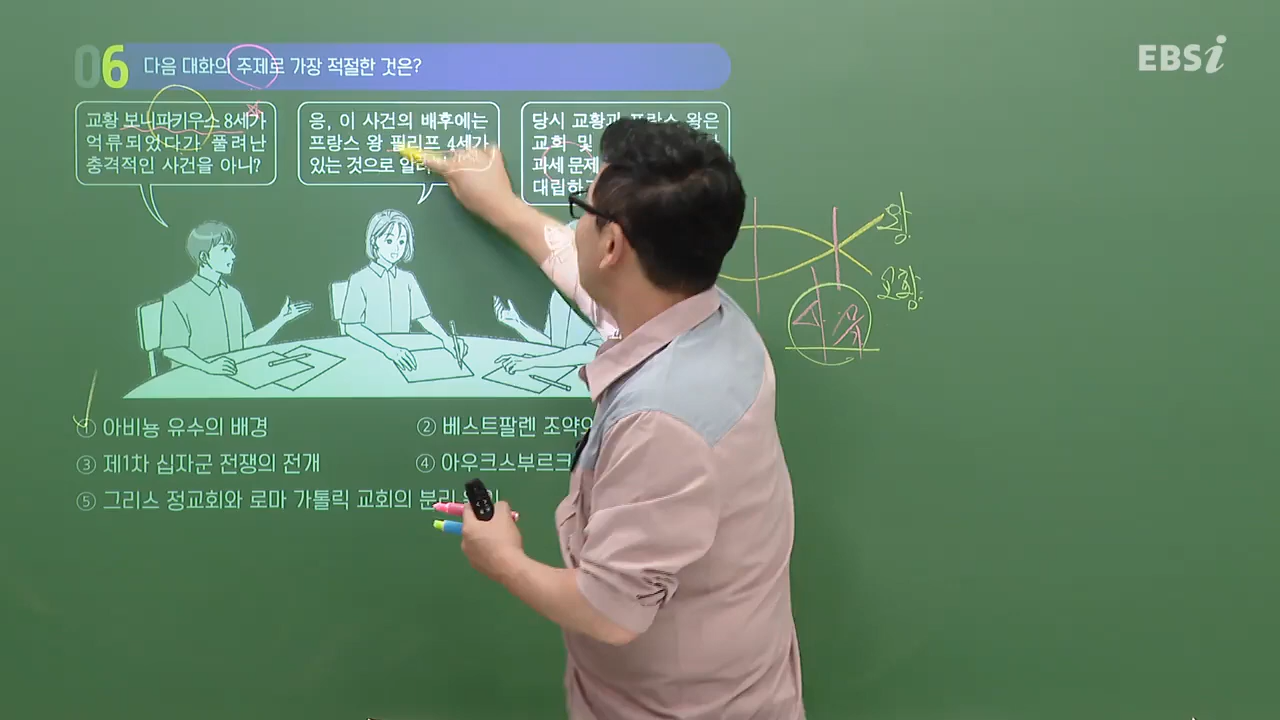 EBSi
06 다음 대화의 주제로 가장 적절한 것은?
교황 보니파키우스 8세가
억류되었다가 풀려난
충격적인 사건을 아니?
응, 이 사건의 배후에는
프랑스 왕 필리프 4세가
있는 것으로
당시 교황과 프랑스 왕은
교회 및
과세 문제
왕
교황
① 아비뇽 유수의 배경
② 베스트팔렌 조약의
③ 제1차 십자군 전쟁의 전개
④ 아우크스부르크
⑤ 그리스 정교회와 로마 가톨릭 교회의 분리